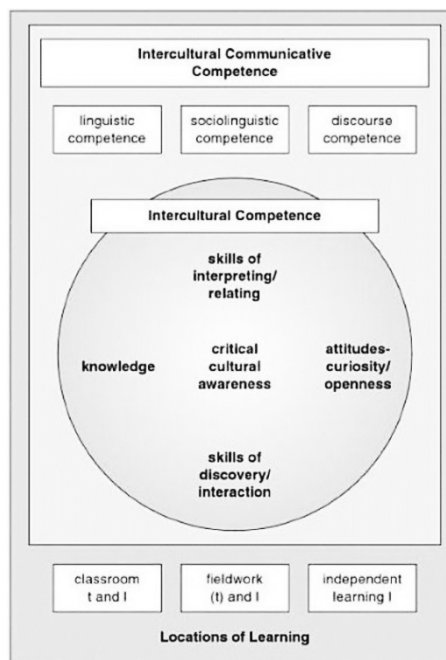 Intercultural Communicative
Competence
linguistic
competence
sociolinguistic
competence
discourse
competence
Intercultural Competence
skills of
interpreting/
relating
knowledge
critical
cultural
awareness
attitudes-
curiosity/
openness
skills of
discovery/
interaction
classroom
t and l
fieldwork
(t) and l
independent
learning l
Locations of Learning